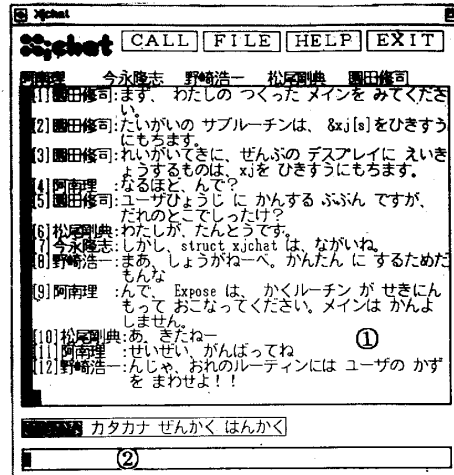 Xjchat
xjchat CALL FILE HELP EXIT
阿南理 今永隆志 野崎浩一 松尾剛典 園田修司
[1]園田修司:まず、 わたしの つくった メインを みてくださ
い。
[2]園田修司:たいがいの サブルーチンは、 &xj[s]をひきすう
にもちます。
[3]園田修司:れいがいてきに、ぜんぶの デスプレイに えいき
ょうするものは、xjを ひきすうにもちます。
[4]阿南理 :なるほど、んで?
[5]園田修司:ユーザひょうじ に かんする ぶぶん ですが、
だれのとこでしったけ?
[6]松尾剛典:わたしが、たんとうです。
[7]今永隆志:しかし、struct xjchat は、ながいね。
[8]野崎浩一:まあ、しょうがねーべ。かんたん に するためだ
もんな
[9]阿南理 :んで、 Expose は、かくルーチン が せきにん
もって おこなってください。メインは かんよ
しません。
[10]松尾剛典:あ、きたねー
[11]阿南理 :せいぜい、がんばってね
[12]野崎浩一:んじゃ、おれのルーティンには ユーザの かず
を まわせよ!!
①
カタカナ ぜんかく はんかく
②